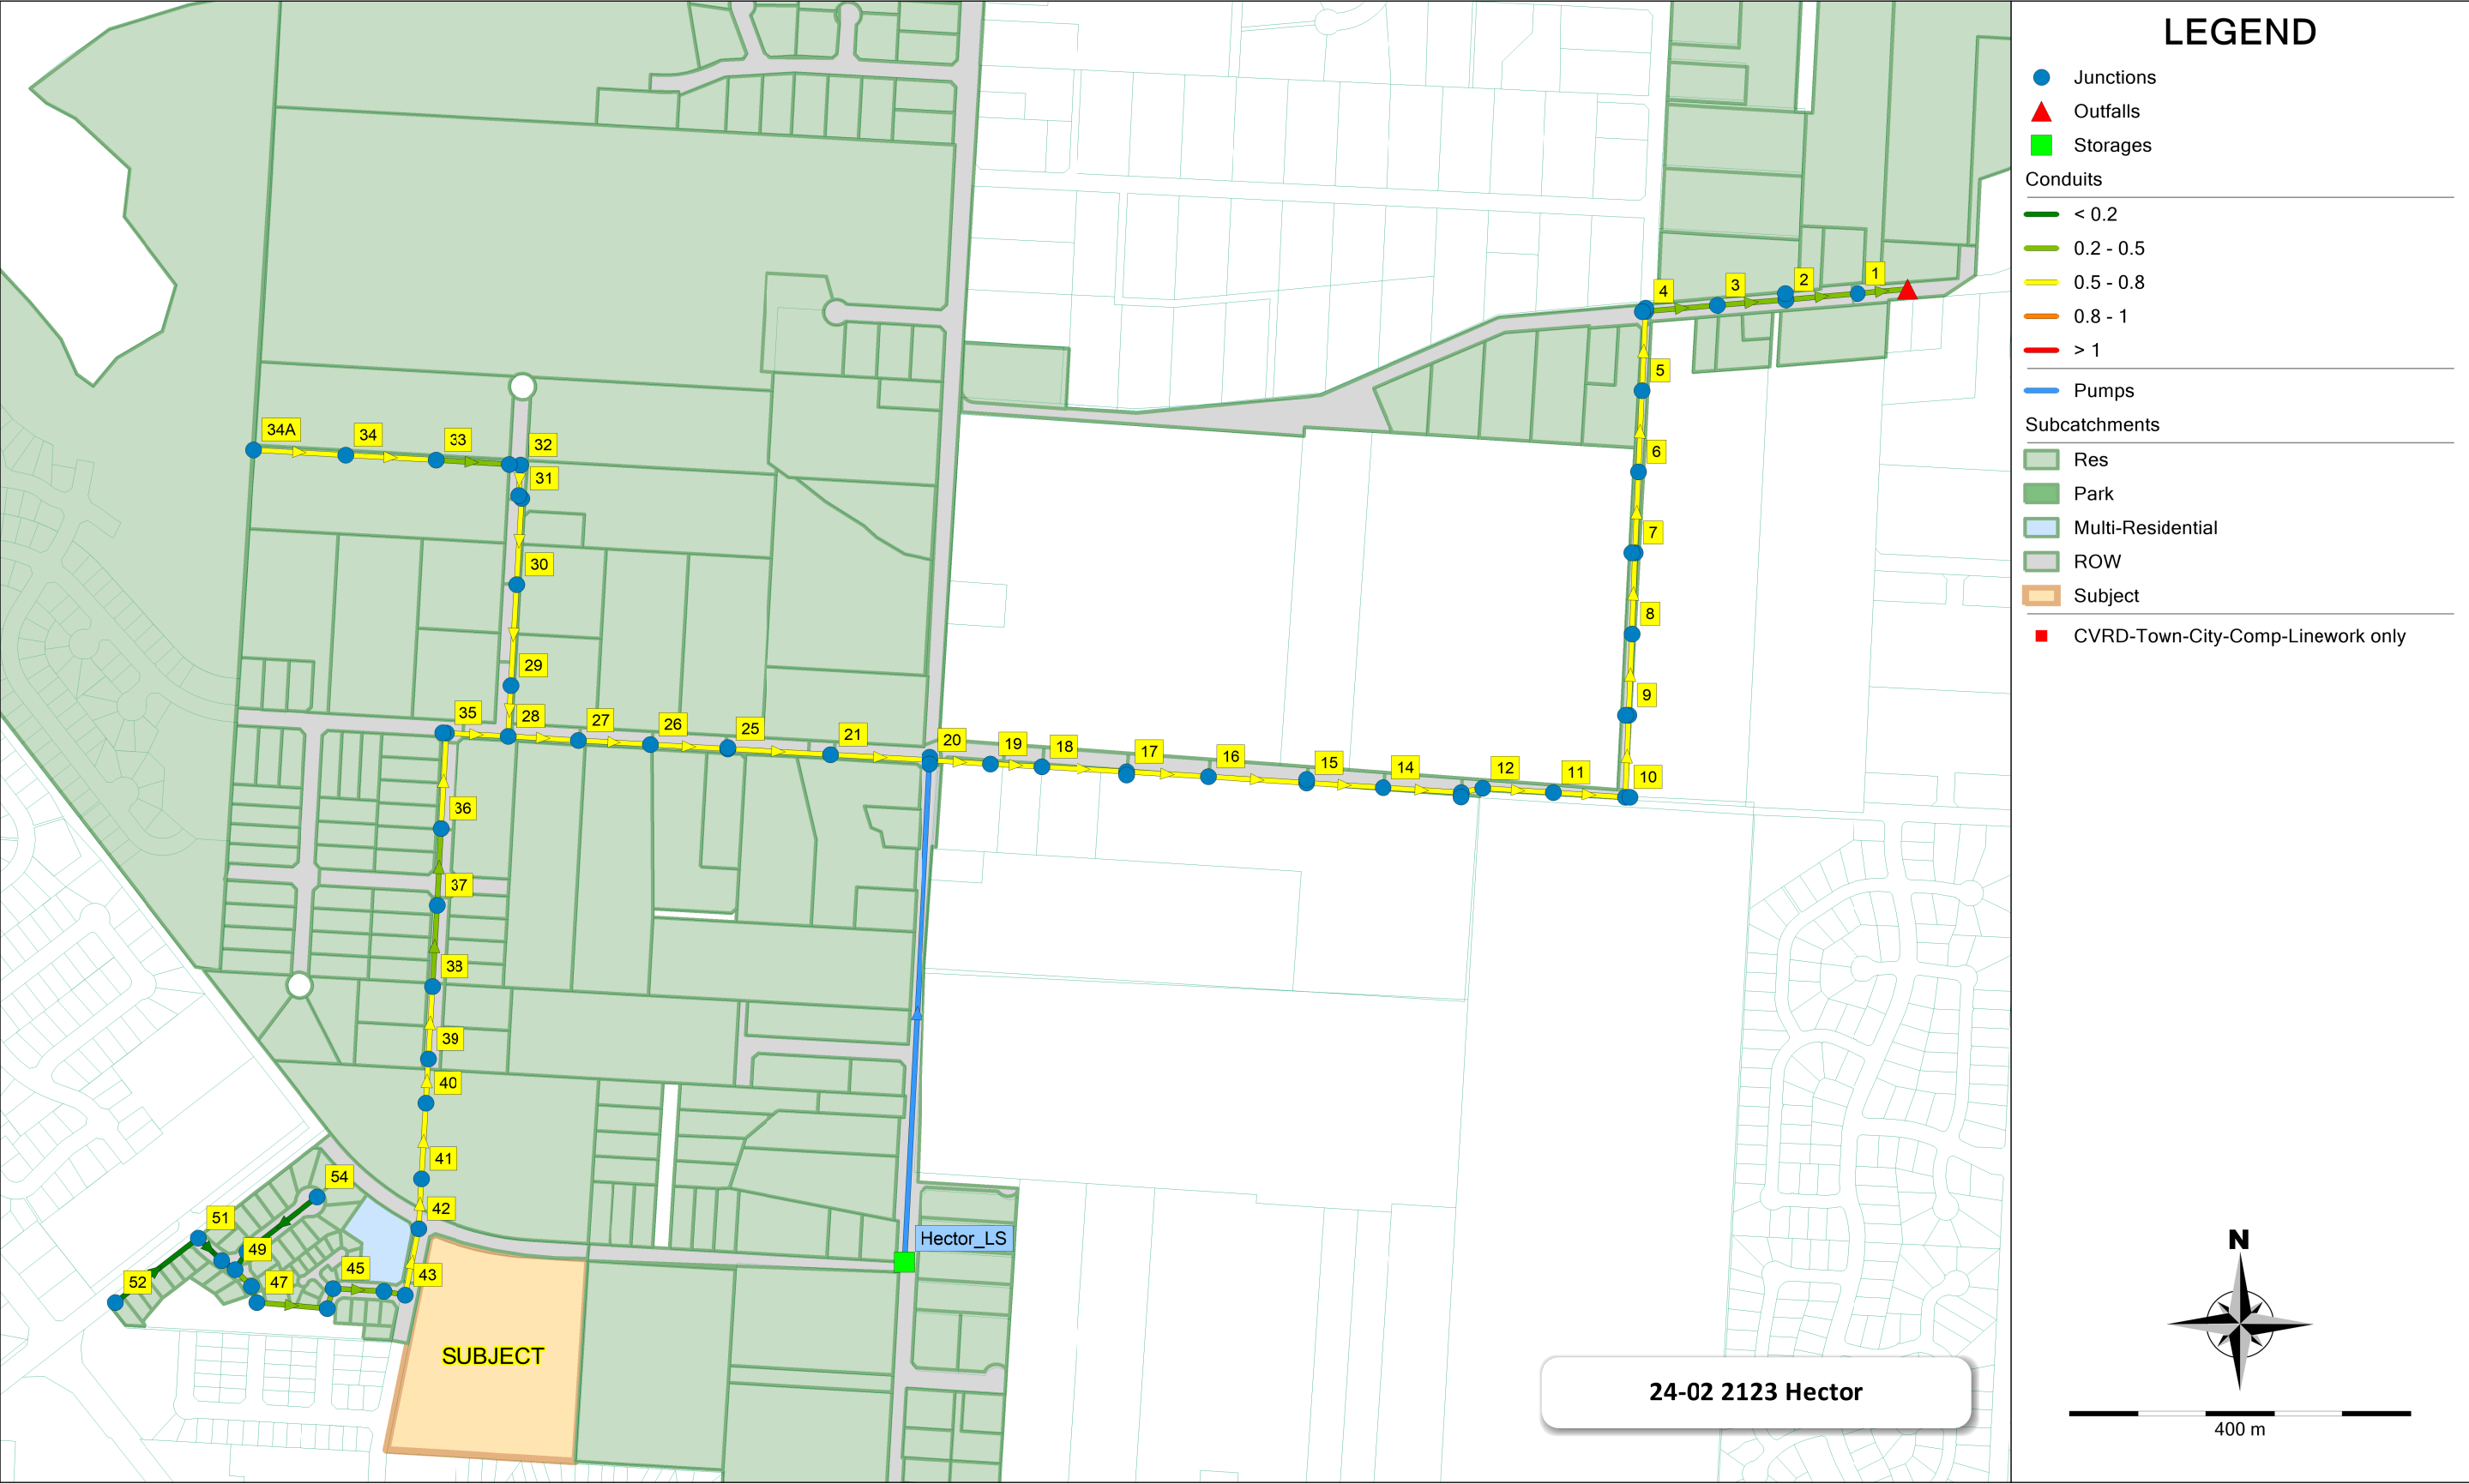 LEGEND
Junctions
Outfalls
Storages
Conduits
< 0.2
0.2 - 0.5
0.5 - 0.8
0.8 - 1
> 1
Pumps
Subcatchments
Res
Park
Multi-Residential
ROW
Subject
CVRD-Town-City-Comp-Linework only
N
400 m
1
2
3
4
5
6
7
8
9
10
11
12
14
15
16
17
18
19
20
21
25
26
27
28
29
30
31
32
33
34
34A
35
36
37
38
39
40
41
42
43
45
47
49
51
52
54
Hector_LS
SUBJECT
24-02 2123 Hector